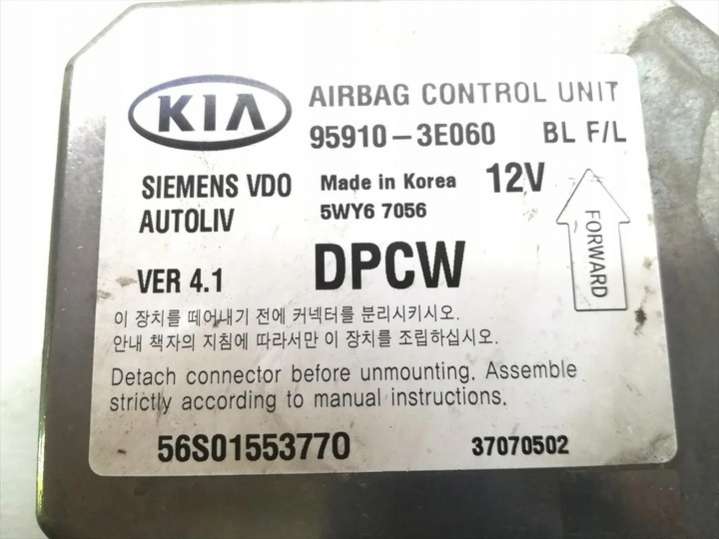 KIA
AIRBAG CONTROL UNIT
95910-3E060 BL F/L
SIEMENS VDO Made in Korea 12V
AUTOLIV 5WY6 7056
FORWARD
VER 4.1 DPCW
이 장치를 떼어내기 전에 커넥터를 분리시키시오.
안내 책자의 지침에 따라서만 이 장치를 조립하십시오.
Detach connector before unmounting. Assemble
strictly according to manual instructions.
56S01553770 37070502